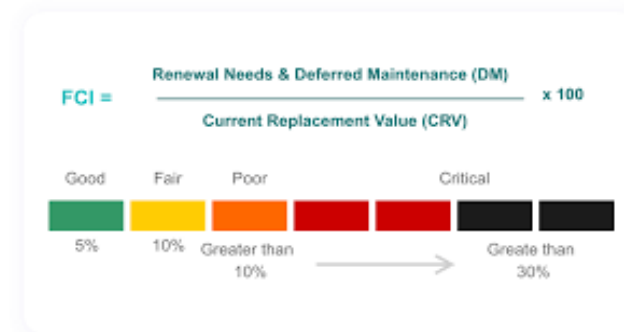 Renewal Needs & Deferred Maintenance (DM)
FCI = x 100
Current Replacement Value (CRV)
Good Fair Poor Critical
5% 10% Greater than Greate than
10% 30%